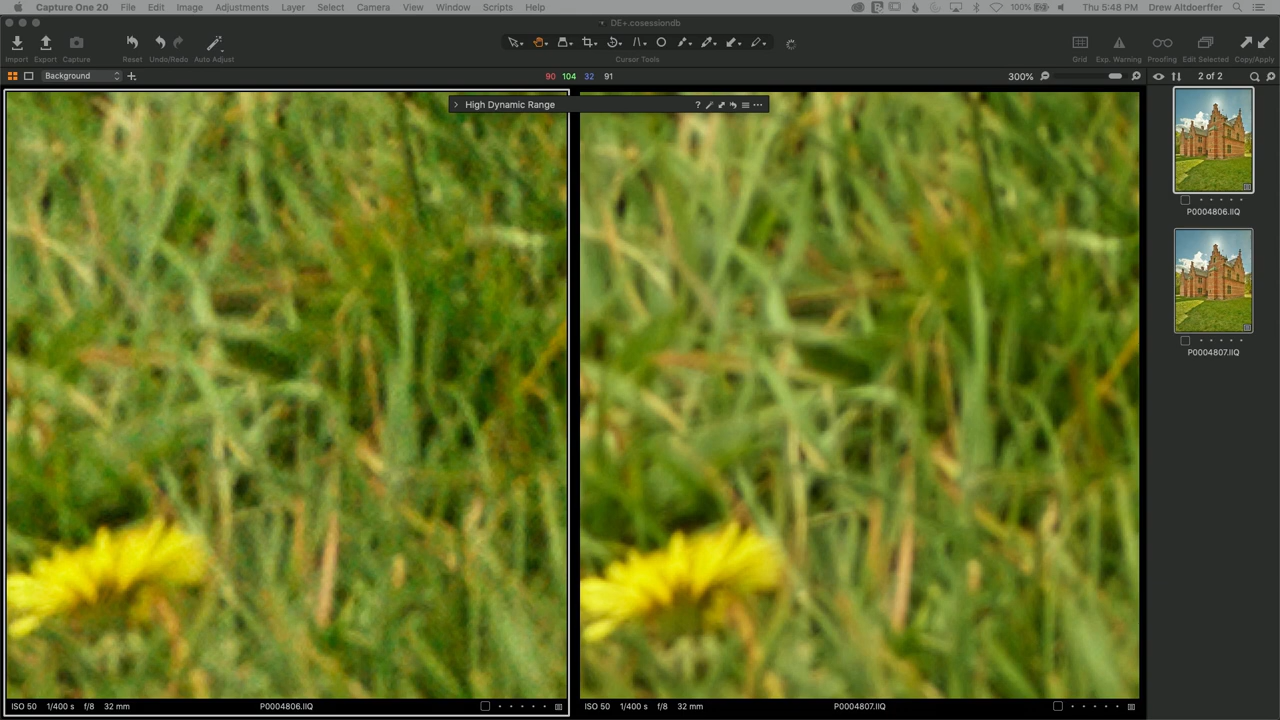 Capture One 20 File Edit Image Adjustments Layer Select Camera View Window Scripts Help 100% Thu 5:48 PM Drew Altdoerffer
DE+.cosessiondb
Import Export Capture Reset Undo/Redo Auto Adjust Cursor Tools Grid Exp. Warning Proofing Edit Selected Copy/Apply
Background 90 104 32 91 300% 2 of 2
High Dynamic Range ?
P0004806.IIQ
P0004807.IIQ
ISO 50 1/400 s f/8 32 mm P0004806.IIQ
ISO 50 1/400 s f/8 32 mm P0004807.IIQ